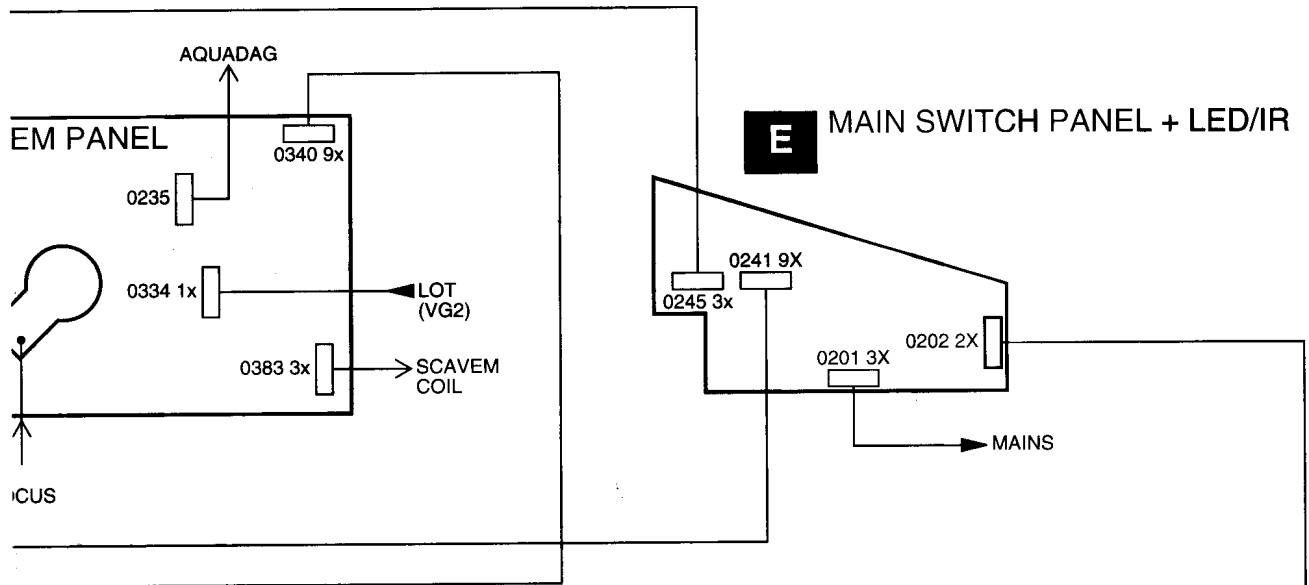 AQUADAG
EM PANEL
0340 9x
0235
0334 1x
LOT
(VG2)
0383 3x
SCAVEM
COIL
OCUS
E
MAIN SWITCH PANEL + LED/IR
0241 9X
0245 3x
0202 2X
0201 3X
MAINS